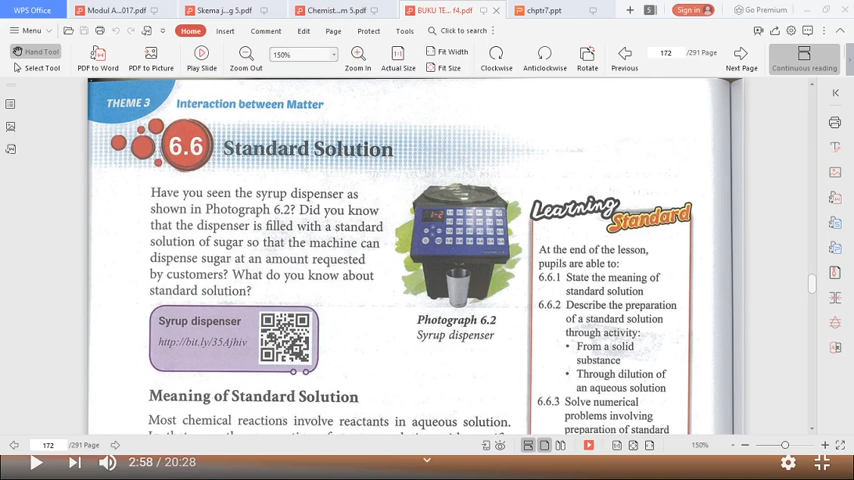 WPS Office
Modul A...017.pdf
Skema j...g 5.pdf
Chemist...m 5.pdf
BUKU TE... f4.pdf
chptr7.ppt
5
Sign in
Go Premium
Menu
Home
Insert
Comment
Edit
Page
Protect
Tools
Click to search
Hand Tool
Select Tool
PDF to Word
PDF to Picture
Play Slide
150%
Zoom Out
Zoom In
1:1
Actual Size
Fit Width
Fit Size
Clockwise
Anticlockwise
Rotate
Previous
172
/291 Page
Next Page
Continuous reading
THEME 3
Interaction between Matter
6.6
Standard Solution
Have you seen the syrup dispenser as
shown in Photograph 6.2? Did you know
that the dispenser is filled with a standard
solution of sugar so that the machine can
dispense sugar at an amount requested
by customers? What do you know about
standard solution?
Syrup dispenser
http://bit.ly/35Ajhiv
Photograph 6.2
Syrup dispenser
Learning
Standard
At the end of the lesson,
pupils are able to:
6.6.1 State the meaning of
standard solution
6.6.2 Describe the preparation
of a standard solution
through activity:
• From a solid
substance
• Through dilution of
an aqueous solution
6.6.3 Solve numerical
problems involving
preparation of standard
Meaning of Standard Solution
Most chemical reactions involve reactants in aqueous solution.
172
/291 Page
150%
2:58 / 20:28